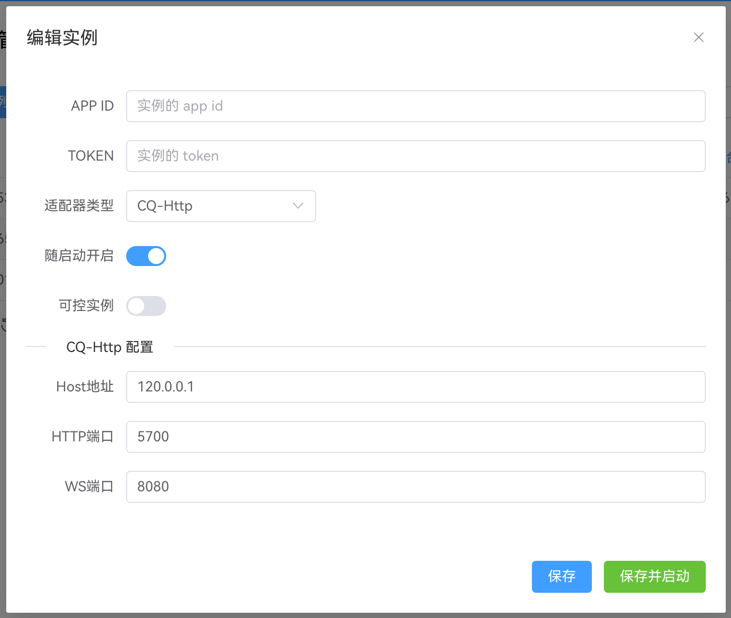 编辑实例
APP ID 实例的 app id
TOKEN 实例的 token
适配器类型 CQ-Http
随启动开启
可控实例
CQ-Http 配置
Host地址 120.0.0.1
HTTP端口 5700
WS端口 8080
保存 保存并启动